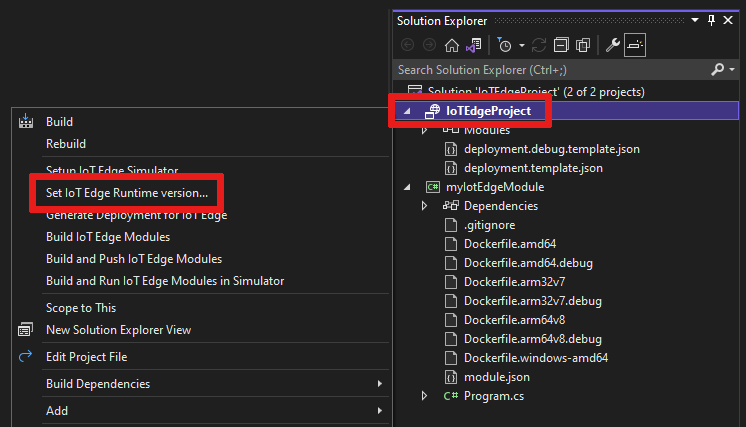 Build
Rebuild
Setup IoT Edge Simulator
Set IoT Edge Runtime version...
Generate Deployment for IoT Edge
Build IoT Edge Modules
Build and Push IoT Edge Modules
Build and Run IoT Edge Modules in Simulator
Scope to This
New Solution Explorer View
Edit Project File
Build Dependencies
Add
Solution Explorer
Search Solution Explorer (Ctrl+;)
Solution 'IoTEdgeProject' (2 of 2 projects)
IoTEdgeProject
Modules
deployment.debug.template.json
deployment.template.json
C# myIotEdgeModule
Dependencies
.gitignore
Dockerfile.amd64
Dockerfile.amd64.debug
Dockerfile.arm32v7
Dockerfile.arm32v7.debug
Dockerfile.arm64v8
Dockerfile.arm64v8.debug
Dockerfile.windows-amd64
module.json
C# Program.cs